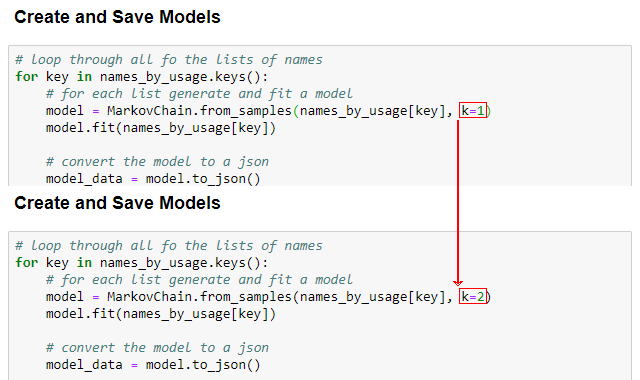 Create and Save Models
# loop through all fo the lists of names
for key in names_by_usage.keys():
    # for each list generate and fit a model
    model = MarkovChain.from_samples(names_by_usage[key], k=1)
    model.fit(names_by_usage[key])

    # convert the model to a json
    model_data = model.to_json()
Create and Save Models
# loop through all fo the lists of names
for key in names_by_usage.keys():
    # for each list generate and fit a model
    model = MarkovChain.from_samples(names_by_usage[key], k=2)
    model.fit(names_by_usage[key])

    # convert the model to a json
    model_data = model.to_json()